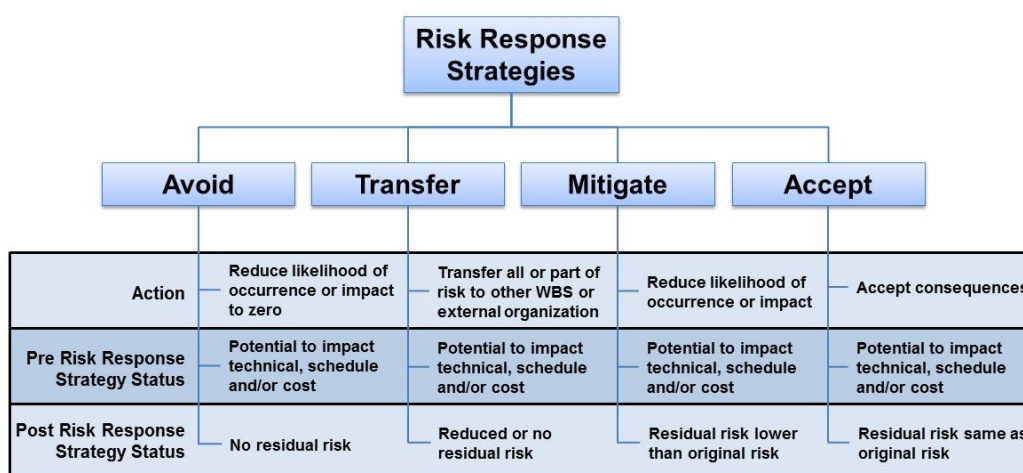 Risk Response
Strategies
Avoid
Transfer
Mitigate
Accept
Action
Reduce likelihood of
occurrence or impact
to zero
Transfer all or part of
risk to other WBS or
external organization
Reduce likelihood of
occurrence or impact
Accept consequences
Pre Risk Response
Strategy Status
Potential to impact
technical, schedule
and/or cost
Potential to impact
technical, schedule
and/or cost
Potential to impact
technical, schedule
and/or cost
Potential to impact
technical, schedule
and/or cost
Post Risk Response
Strategy Status
No residual risk
Reduced or no
residual risk
Residual risk lower
than original risk
Residual risk same as
original risk